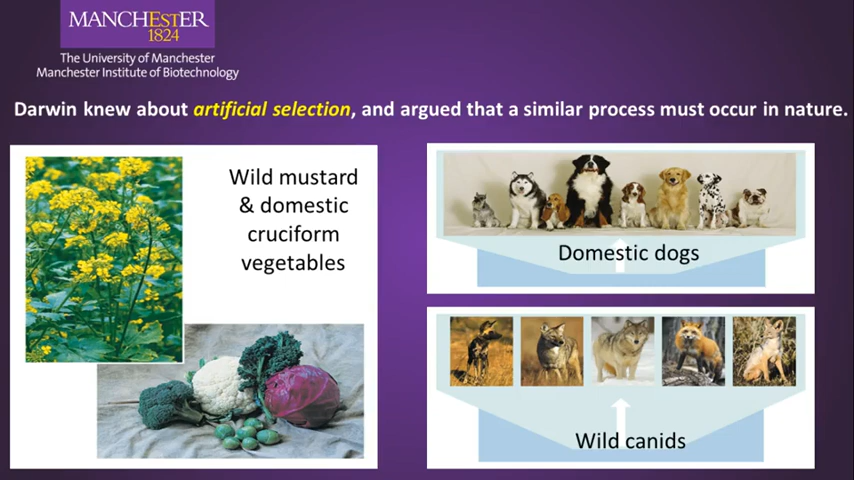 MANCHEStER
1824
The University of Manchester
Manchester Institute of Biotechnology
Darwin knew about artificial selection, and argued that a similar process must occur in nature.
Wild mustard
& domestic
cruciform
vegetables
Domestic dogs
Wild canids